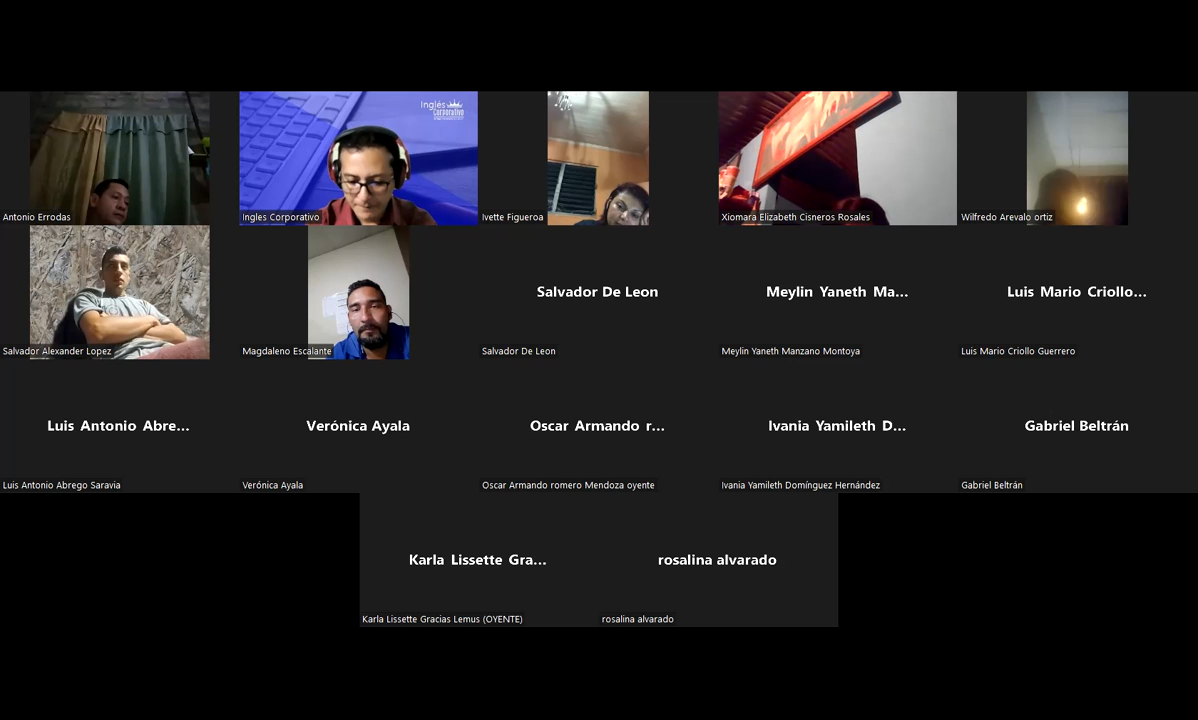 Inglés
Corporativo
Antonio Errodas
Ingles Corporativo
Ivette Figueroa
Xiomara Elizabeth Cisneros Rosales
Wilfredo Arevalo ortiz
Salvador De Leon
Meylin Yaneth Ma...
Luis Mario Criollo...
Salvador Alexander Lopez
Magdaleno Escalante
Salvador De Leon
Meylin Yaneth Manzano Montoya
Luis Mario Criollo Guerrero
Luis Antonio Abre...
Verónica Ayala
Oscar Armando r...
Ivania Yamileth D...
Gabriel Beltrán
Luis Antonio Abrego Saravia
Verónica Ayala
Oscar Armando romero Mendoza oyente
Ivania Yamileth Domínguez Hernández
Gabriel Beltrán
Karla Lissette Gra...
rosalina alvarado
Karla Lissette Gracias Lemus (OYENTE)
rosalina alvarado